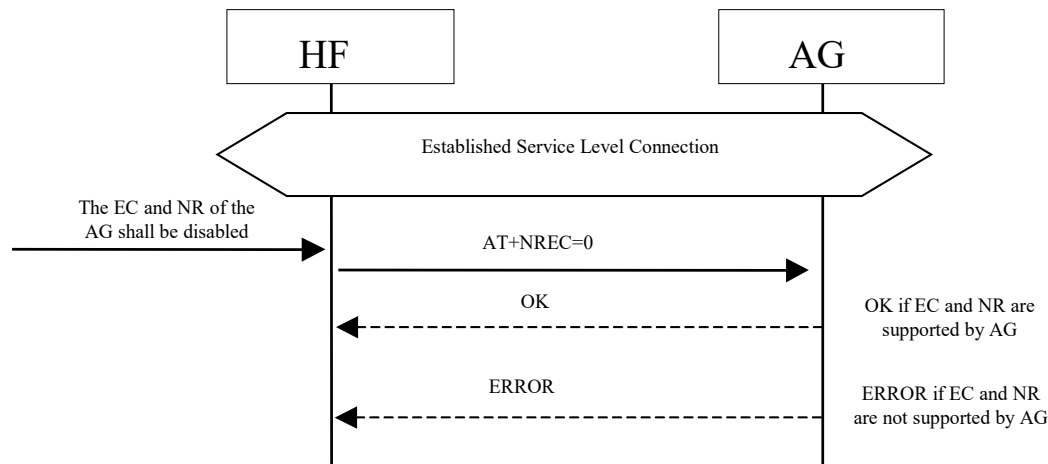 HF
AG
Established Service Level Connection
The EC and NR of the
AG shall be disabled
AT+NREC=0
OK
OK if EC and NR are
supported by AG
ERROR
ERROR if EC and NR
are not supported by AG